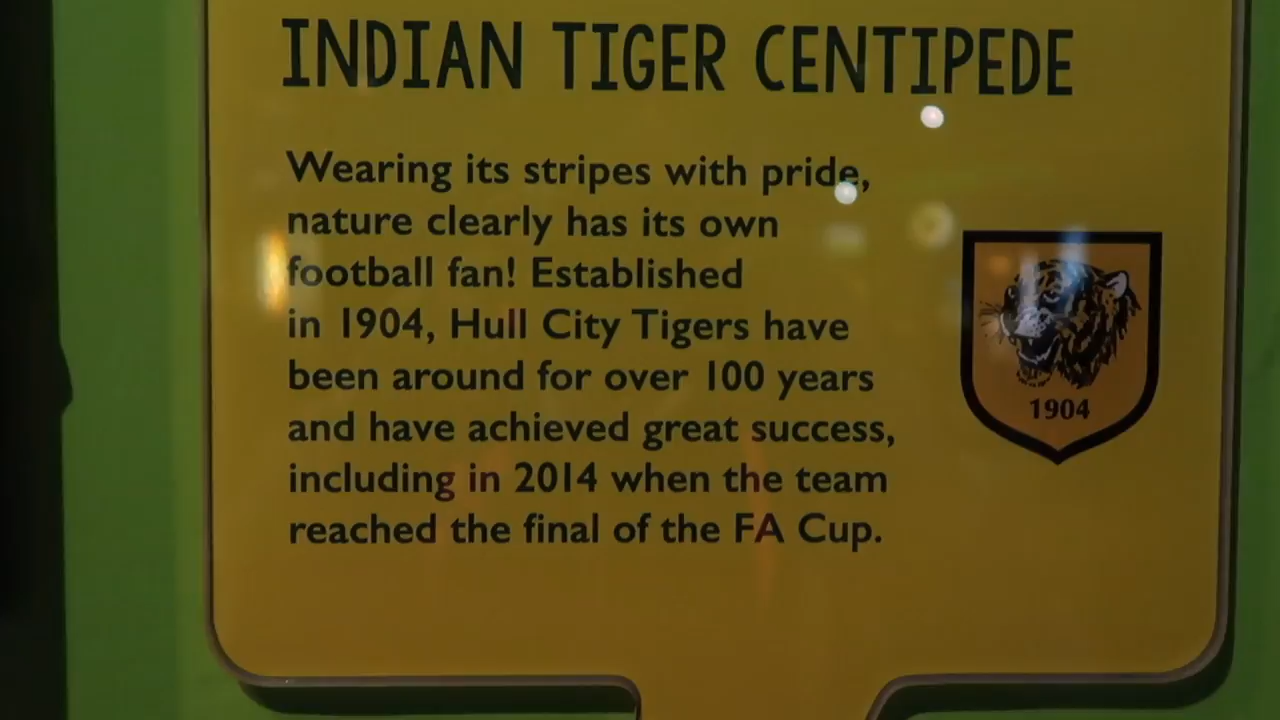 INDIAN TIGER CENTIPEDE
Wearing its stripes with pride,
nature clearly has its own
football fan! Established
in 1904, Hull City Tigers have
been around for over 100 years
and have achieved great success,
including in 2014 when the team
reached the final of the FA Cup.
1904